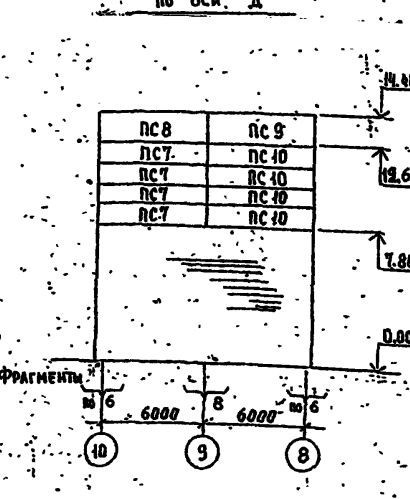 по оси Д
14.4
ПС 8 ПС 9
ПС 7 ПС 10
12.6
ПС 7 ПС 10
ПС 7 ПС 10
ПС 7 ПС 10
7.8
0.00
Фрагменты
по 6 8 по 6
6000 6000
10 9 8